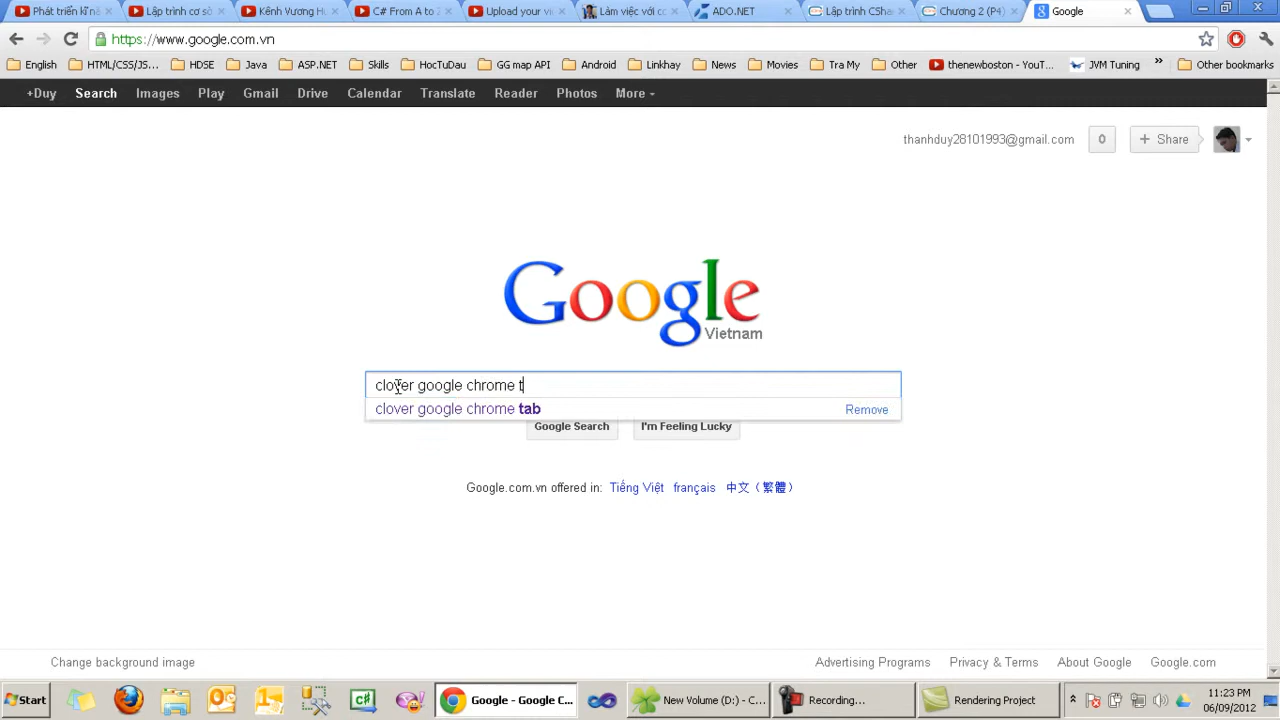 Phát triển kĩ nă
Lập trình cơ sở
Kênh Vương H
C# From A to
Upload your vi
Làm việc với co
ADO.NET
Lập trình CSha
Chương 2 (P4)
Google
https://www.google.com.vn
English
HTML/CSS/JS...
HDSE
Java
ASP.NET
Skills
HocTuDau
GG map API
Android
Linkhay
News
Movies
Tra My
Other
thenewboston - YouT...
JVM Tuning
Other bookmarks
+Duy Search Images Play Gmail Drive Calendar Translate Reader Photos More
thanhduy28101993@gmail.com 0 + Share
Google
Vietnam
clover google chrome t
clover google chrome tab Remove
Google Search I'm Feeling Lucky
Google.com.vn offered in: Tiếng Việt français 中文（繁體）
Change background image Advertising Programs Privacy & Terms About Google Google.com
Start
Google - Google C...
New Volume (D:) - C...
Recording...
Rendering Project
11:23 PM
06/09/2012